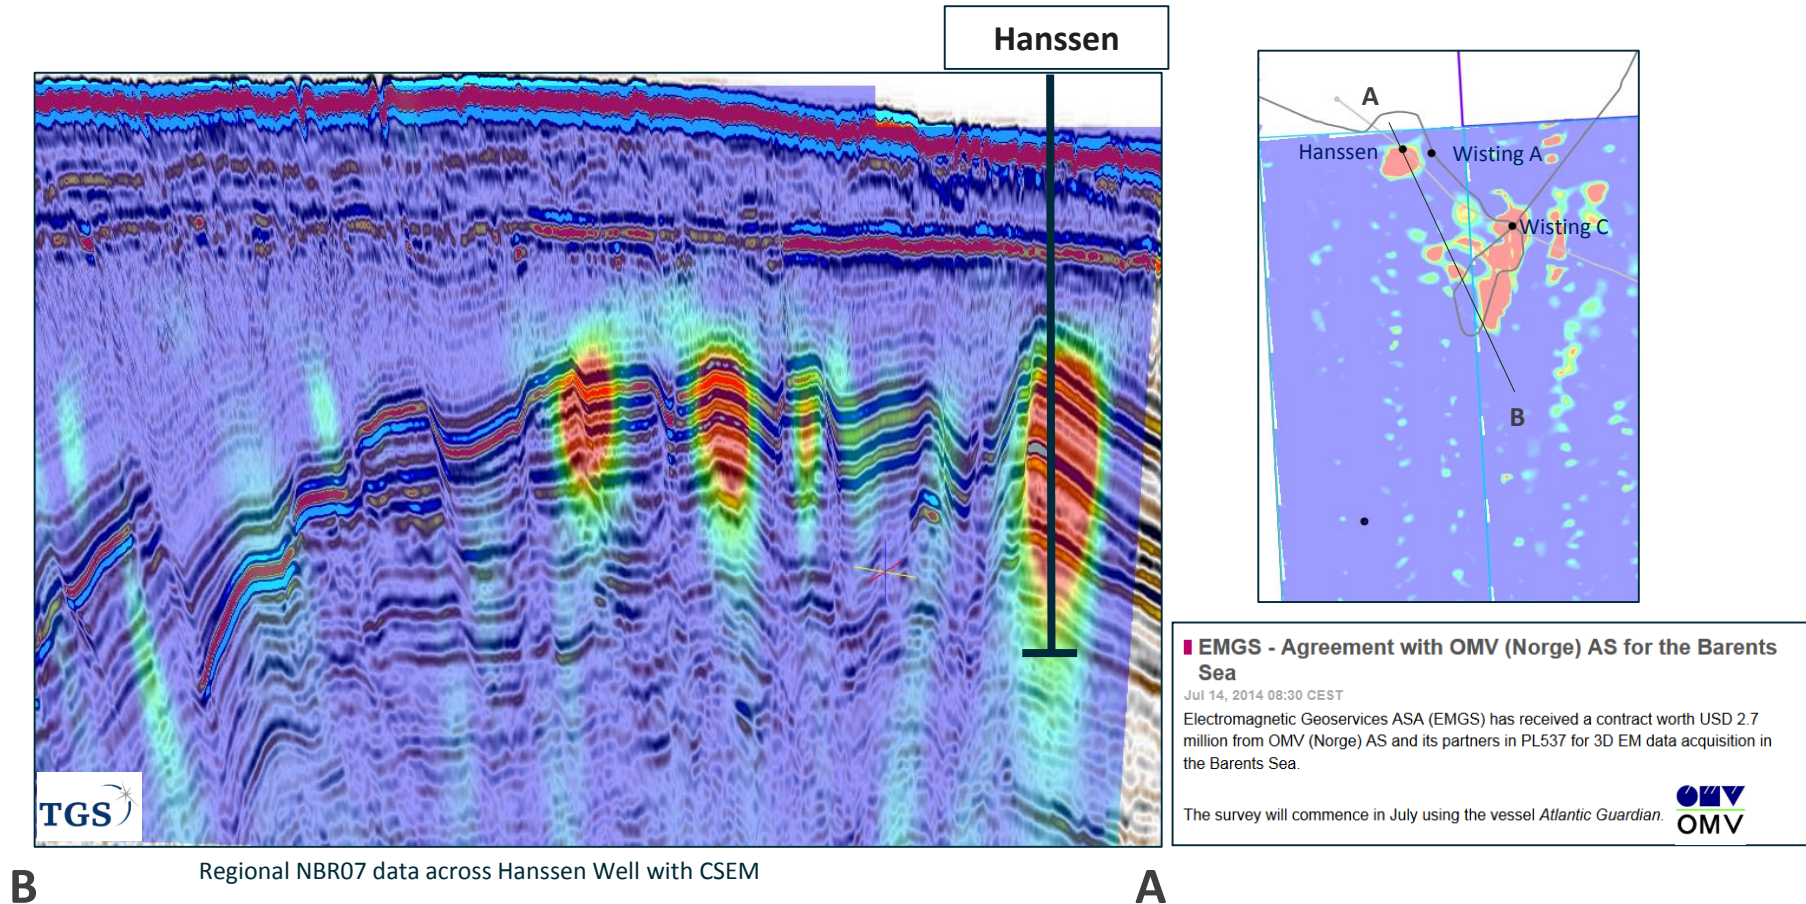 Hanssen
A
Hanssen
Wisting A
Wisting C
B
EMGS - Agreement with OMV (Norge) AS for the Barents
Sea
Jul 14, 2014 08:30 CEST
Electromagnetic Geoservices ASA (EMGS) has received a contract worth USD 2.7
million from OMV (Norge) AS and its partners in PL537 for 3D EM data acquisition in
the Barents Sea.
The survey will commence in July using the vessel Atlantic Guardian.
OMV
OMV
TGS
Regional NBR07 data across Hanssen Well with CSEM
B
A